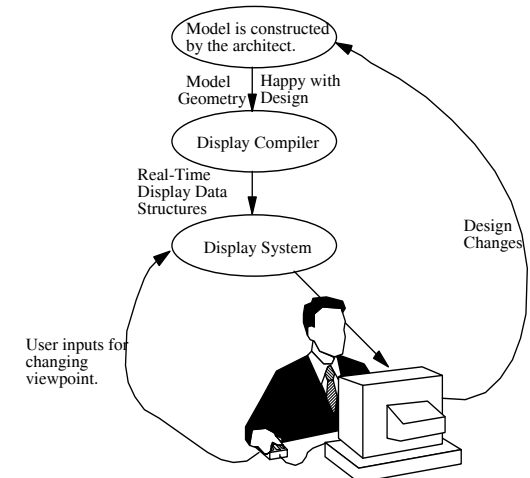 Model is constructed
by the architect.
Model
Geometry
Happy with
Design
Display Compiler
Real-Time
Display Data
Structures
Display System
Design
Changes
User inputs for
changing
viewpoint.